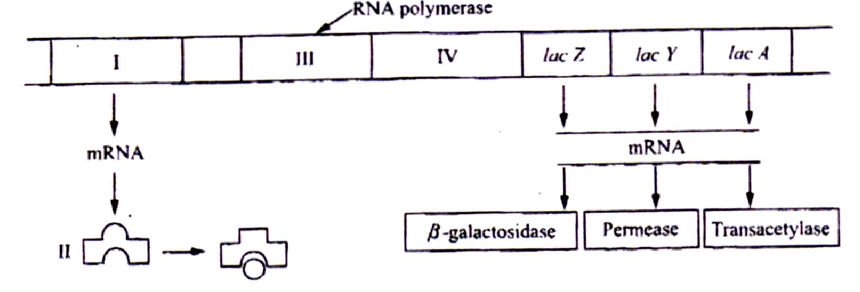 RNA polymerase
I III IV lac Z lac Y lac A
mRNA mRNA
β-galactosidase Permease Transacetylase
II